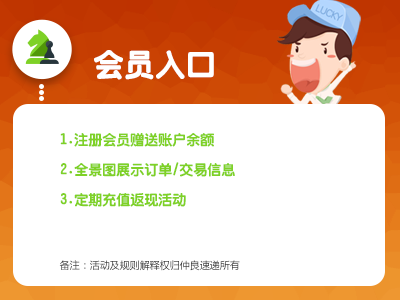 LUCKY
会员入口
1.注册会员赠送账户余额
2.全景图展示订单/交易信息
3.定期充值返现活动
备注：活动及规则解释权归仲良速递所有